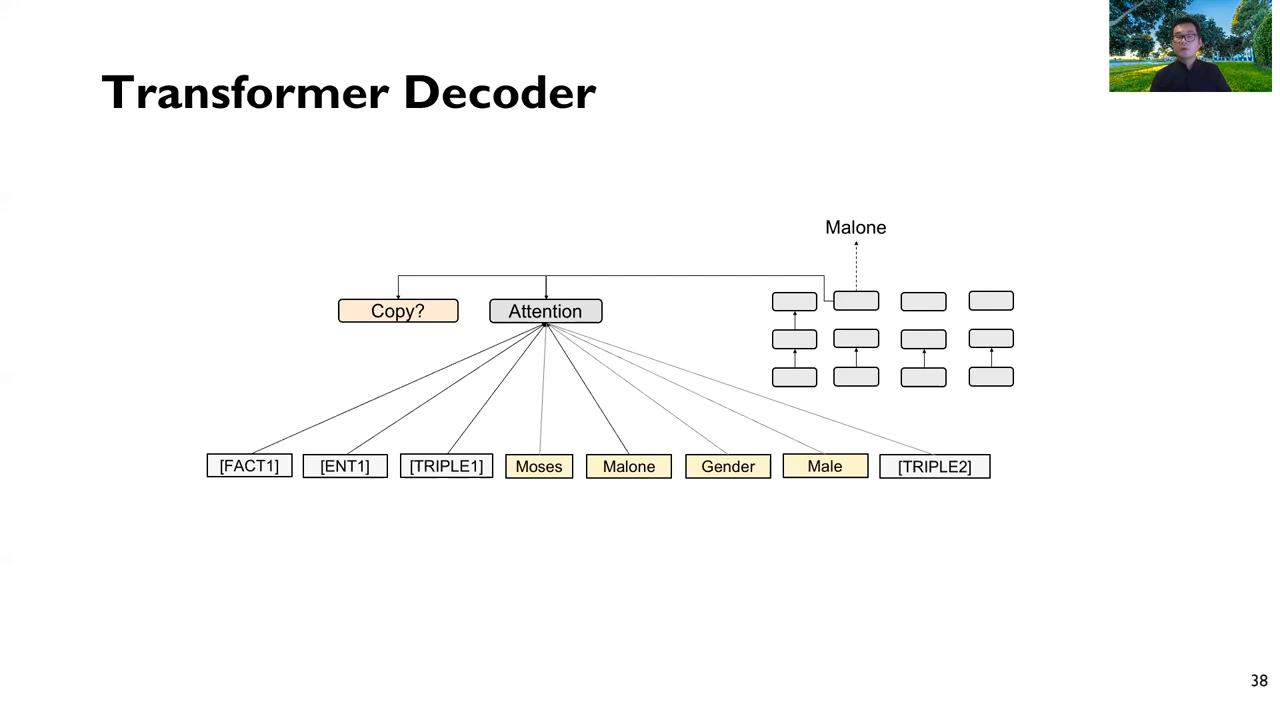 Transformer Decoder
Malone
Copy?
Attention
[FACT1]
[ENT1]
[TRIPLE1]
Moses
Malone
Gender
Male
[TRIPLE2]
38